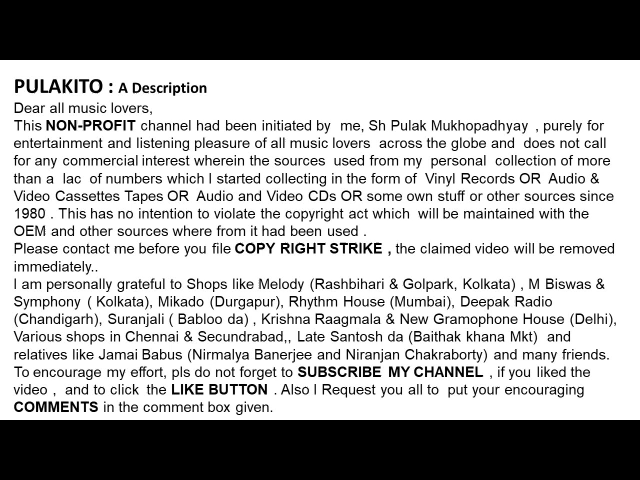 PULAKITO : A Description
Dear all music lovers,
This NON-PROFIT channel had been initiated by me, Sh Pulak Mukhopadhyay , purely for
entertainment and listening pleasure of all music lovers across the globe and does not call
for any commercial interest wherein the sources used from my personal collection of more
than a lac of numbers which I started collecting in the form of Vinyl Records OR Audio &
Video Cassettes Tapes OR Audio and Video CDs OR some own stuff or other sources since
1980 . This has no intention to violate the copyright act which will be maintained with the
OEM and other sources where from it had been used .
Please contact me before you file COPY RIGHT STRIKE , the claimed video will be removed
immediately..
I am personally grateful to Shops like Melody (Rashbihari & Golpark, Kolkata) , M Biswas &
Symphony ( Kolkata), Mikado (Durgapur), Rhythm House (Mumbai), Deepak Radio
(Chandigarh), Suranjali ( Babloo da) , Krishna Raagmala & New Gramophone House (Delhi),
Various shops in Chennai & Secundrabad,, Late Santosh da (Baithak khana Mkt) and
relatives like Jamai Babus (Nirmalya Banerjee and Niranjan Chakraborty) and many friends.
To encourage my effort, pls do not forget to SUBSCRIBE MY CHANNEL , if you liked the
video , and to click the LIKE BUTTON . Also I Request you all to put your encouraging
COMMENTS in the comment box given.